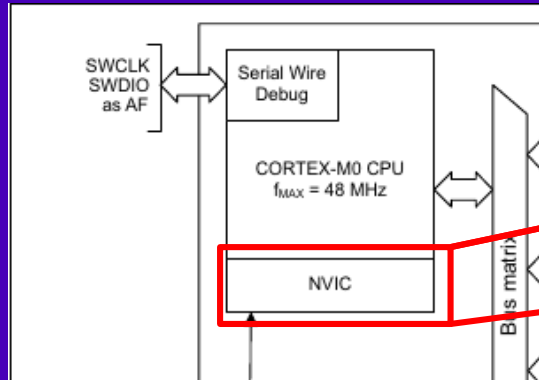 SWCLK
SWDIO
as AF
Serial Wire
Debug
CORTEX-M0 CPU
fMAX = 48 MHz
NVIC
Bus matrix